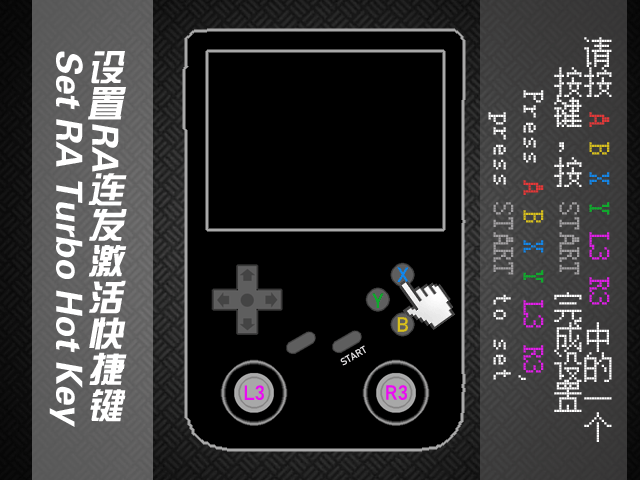 设置RA连发激活快捷键
Set RA Turbo Hot Key
X
Y
B
START
L3
R3
请按 A B X Y L3 R3 中的一个
按键，按 START 完成设置
Press A B X Y L3 R3,
press START to set